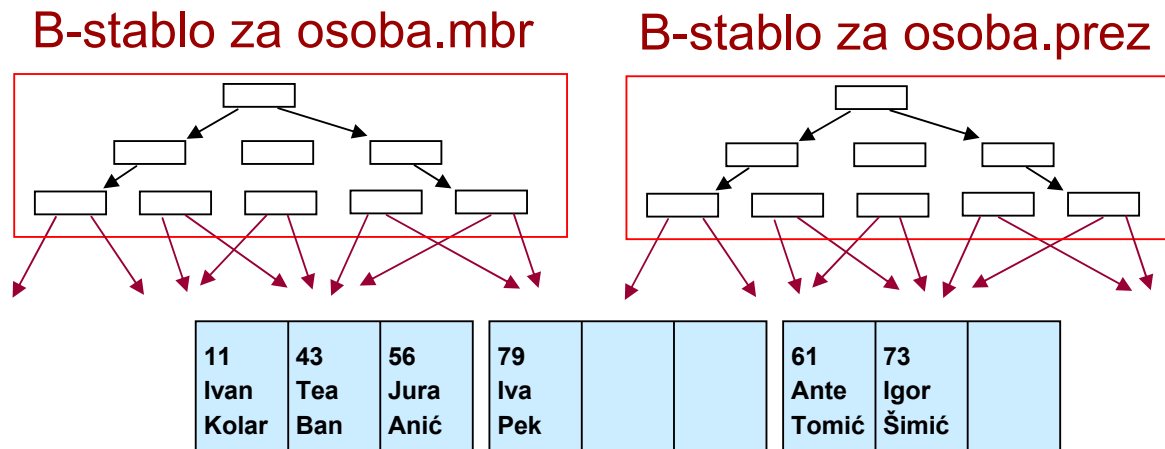 B-stablo za osoba.mbr
B-stablo za osoba.prez
11
Ivan
Kolar
43
Tea
Ban
56
Jura
Anić
79
Iva
Pek
61
Ante
Tomić
73
Igor
Šimić